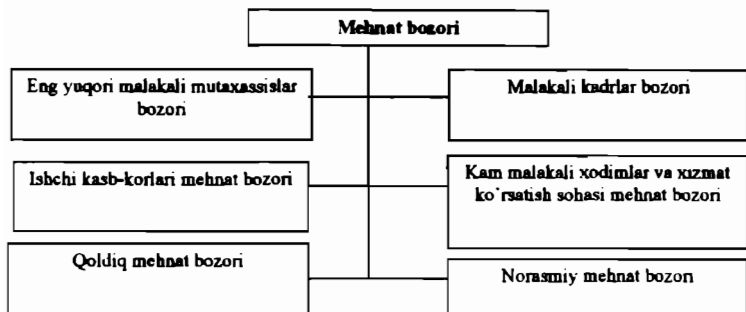 Mehnat bozori
Eng yuqori malakali mutaxassislar
bozori
Malakali kadrlar bozori
Ishchi kasb-korlari mehnat bozori
Kam malakali xodimlar va xizmat
ko`rsatish sohasi mehnat bozori
Qoldiq mehnat bozori
Norasmiy mehnat bozori